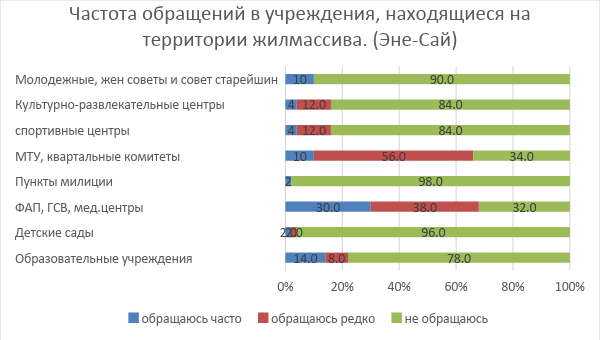 Частота обращений в учреждения, находящиеся на
территории жилмассива. (Эне-Сай)
Молодежные, жен советы и совет старейшин 10 90.0
Культурно-развлекательные центры 4 12.0 84.0
спортивные центры 4 12.0 84.0
МТУ, квартальные комитеты 10 56.0 34.0
Пункты милиции 2 98.0
ФАП, ГСВ, мед.центры 30.0 38.0 32.0
Детские сады 2 2.0 96.0
Образовательные учреждения 14.0 8.0 78.0
0% 20% 40% 60% 80% 100%
обращаюсь часто обращаюсь редко не обращаюсь